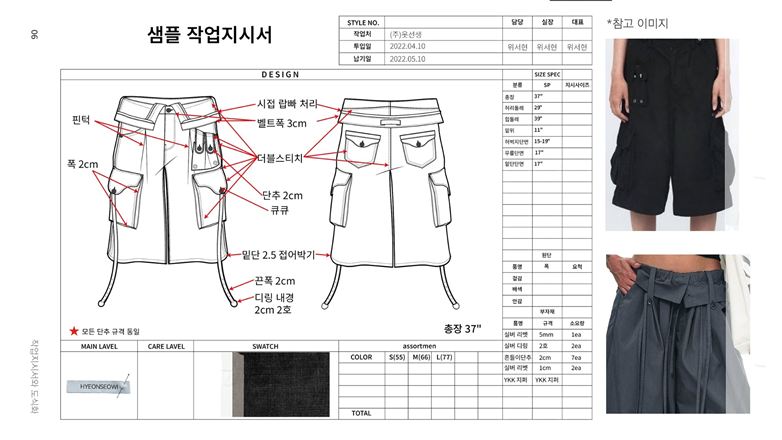 06
샘플 작업지시서
STYLE NO.
작업처 (주)옷선생
투입일 2022.04.10
납기일 2022.05.10
담당 실장 대표
위서현 위서현 위서현
*참고 이미지
DESIGN
시접 랍빠 처리
벨트폭 3cm
핀턱
더블스티치
폭 2cm
단추 2cm
큐큐
밑단 2.5 접어박기
끈폭 2cm
디링 내경
2cm 2호
★ 모든 단추 규격 동일
총장 37"
SIZE SPEC
분류 SP 지시사이즈
총장 37"
허리둘레 29"
힙둘레 39"
밑위 11"
허벅지단면 15-19"
무릎단면 17"
밑단단면 17"
원단
품명 폭 요척
겉감
배색
안감
부자재
품명 규격 소요량
실버 리벳 5mm 1ea
실버 디링 2호 2ea
흔들이단추 2cm 7ea
실버 리벳 1cm 2ea
YKK 지퍼 YKK 지퍼
MAIN LAVEL CARE LAVEL SWATCH
HYEONSEOWI
assortmen
COLOR S(55) M(66) L(77)
TOTAL
작업지시서와 도식화